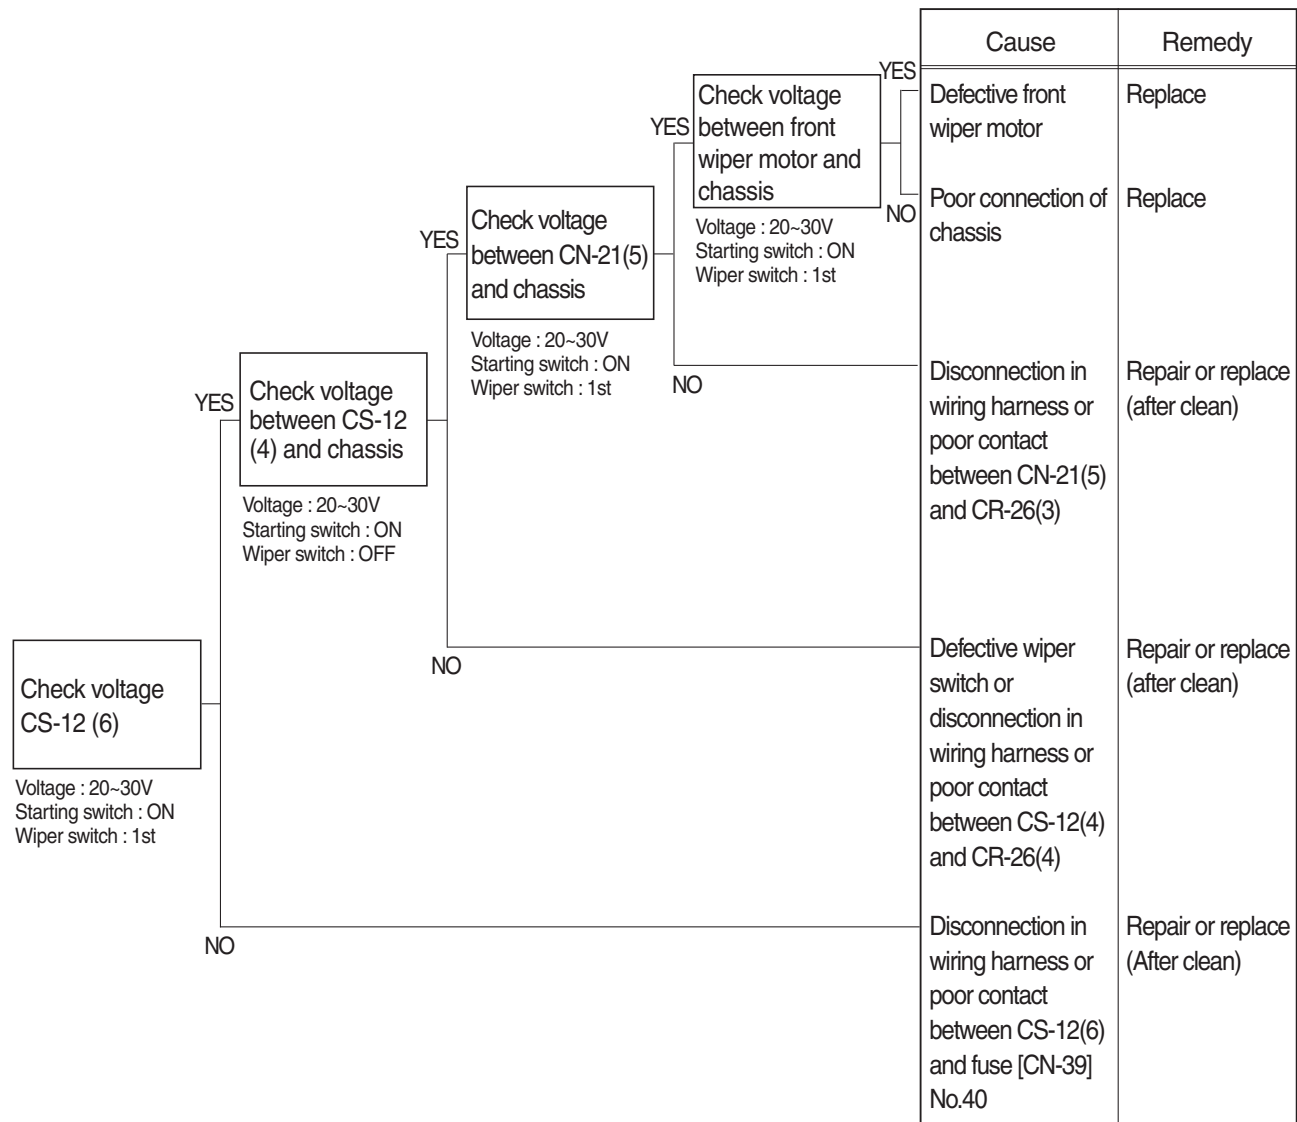 Cause
Remedy
YES
Check voltage
between front
wiper motor and
chassis
YES
Defective front
wiper motor
Replace
NO
Poor connection of
chassis
Replace
Voltage : 20~30V
Starting switch : ON
Wiper switch : 1st
Check voltage
between CN-21(5)
and chassis
YES
Voltage : 20~30V
Starting switch : ON
Wiper switch : 1st
NO
Disconnection in
wiring harness or
poor contact
between CN-21(5)
and CR-26(3)
Repair or replace
(after clean)
YES
Check voltage
between CS-12
(4) and chassis
Voltage : 20~30V
Starting switch : ON
Wiper switch : OFF
NO
Defective wiper
switch or
disconnection in
wiring harness or
poor contact
between CS-12(4)
and CR-26(4)
Repair or replace
(after clean)
Check voltage
CS-12 (6)
Voltage : 20~30V
Starting switch : ON
Wiper switch : 1st
NO
Disconnection in
wiring harness or
poor contact
between CS-12(6)
and fuse [CN-39]
No.40
Repair or replace
(After clean)